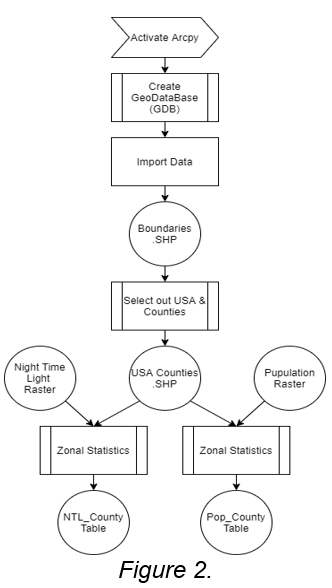 Activate Arcpy
Create
GeoDataBase
(GDB)
Import Data
Boundaries
.SHP
Select out USA &
Counties
Night Time
Light
Raster
USA Counties
.SHP
Pupulation
Raster
Zonal Statistics
Zonal Statistics
NTL_County
Table
Pop_County
Table
Figure 2.